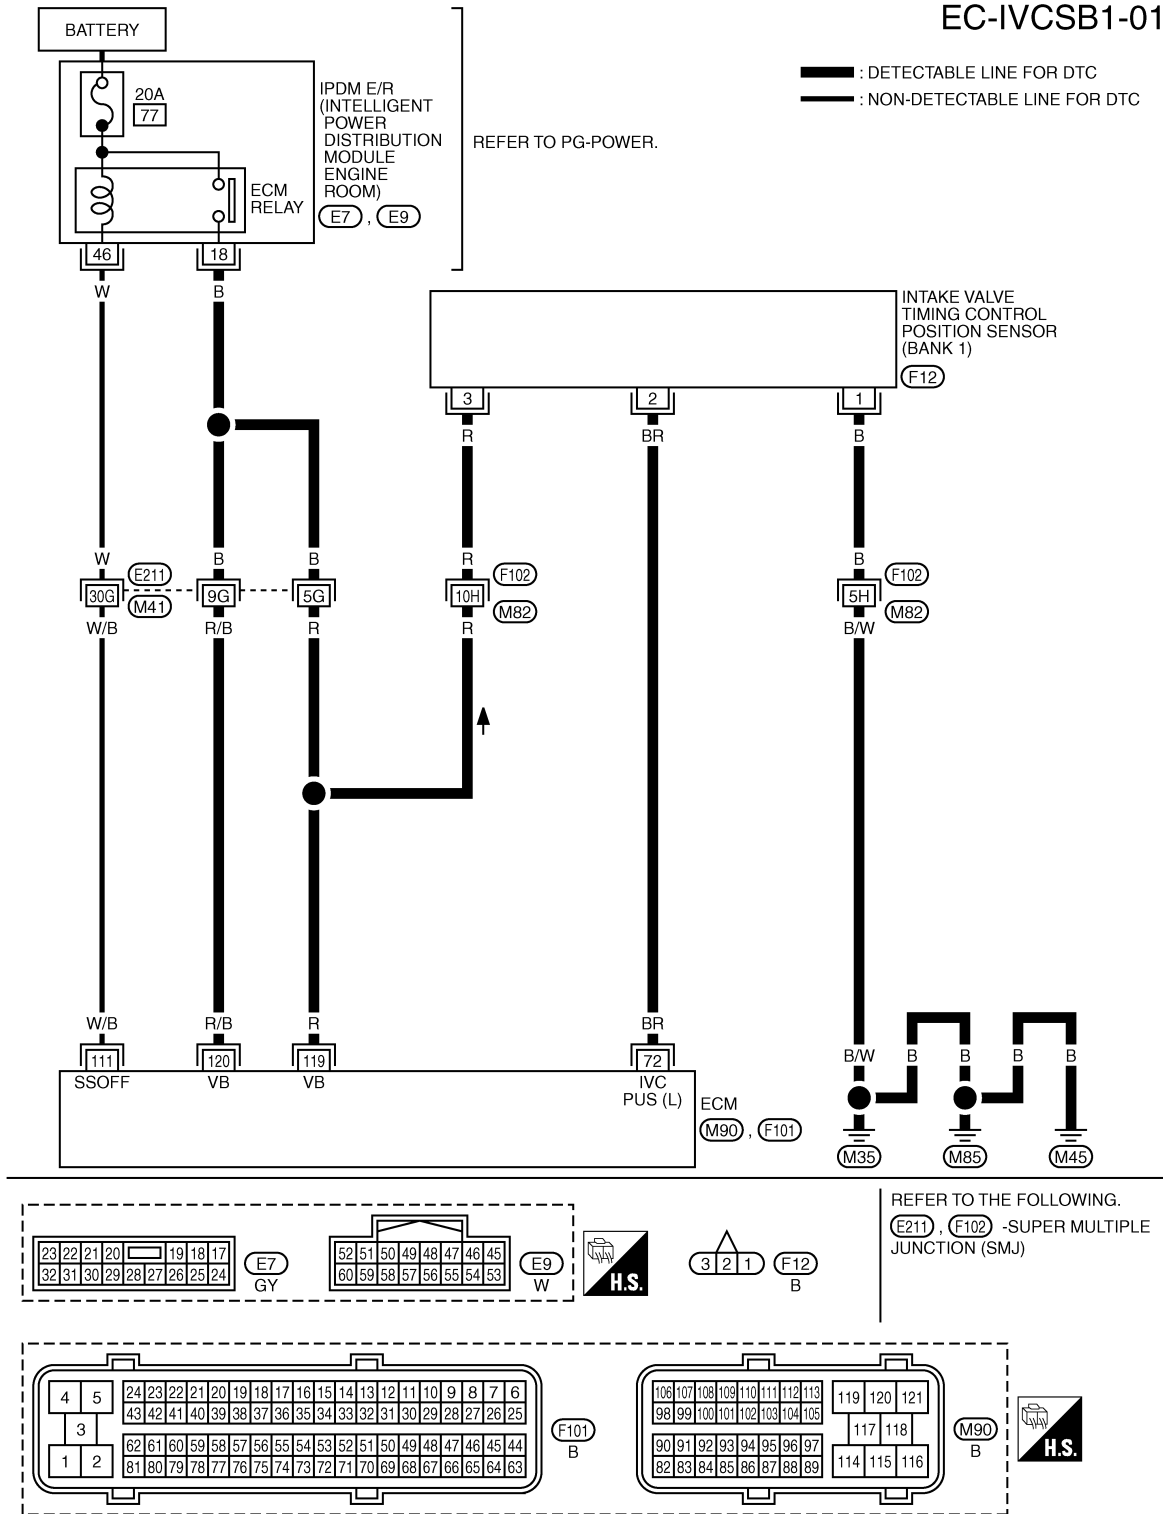 EC-IVCSB1-01
BATTERY
: DETECTABLE LINE FOR DTC
: NON-DETECTABLE LINE FOR DTC
20A
77
IPDM E/R
(INTELLIGENT
POWER
DISTRIBUTION
MODULE
ENGINE
ROOM)
E7 , E9
REFER TO PG-POWER.
ECM
RELAY
46 18
W B
INTAKE VALVE
TIMING CONTROL
POSITION SENSOR
(BANK 1)
F12
3 2 1
R BR B
W B B R B
E211 F102 F102
30G 9G 5G 10H 5H
M41 M82 M82
W/B R/B R R B/W
W/B R/B R BR
111 120 119 72
SSOFF VB VB IVC
PUS (L)
ECM
M90 , F101
B/W B B B B
M35 M85 M45
REFER TO THE FOLLOWING.
E211 , F102 -SUPER MULTIPLE
JUNCTION (SMJ)
23 22 21 20 19 18 17
32 31 30 29 28 27 26 25 24
E7
GY
52 51 50 49 48 47 46 45
60 59 58 57 56 55 54 53
E9
W
H.S.
3 2 1
F12
B
4 5
3
1 2
24 23 22 21 20 19 18 17 16 15 14 13 12 11 10 9 8 7 6
43 42 41 40 39 38 37 36 35 34 33 32 31 30 29 28 27 26 25
62 61 60 59 58 57 56 55 54 53 52 51 50 49 48 47 46 45 44
81 80 79 78 77 76 75 74 73 72 71 70 69 68 67 66 65 64 63
F101
B
106 107 108 109 110 111 112 113
98 99 100 101 102 103 104 105
90 91 92 93 94 95 96 97
82 83 84 85 86 87 88 89
119 120 121
117 118
114 115 116
M90
B
H.S.